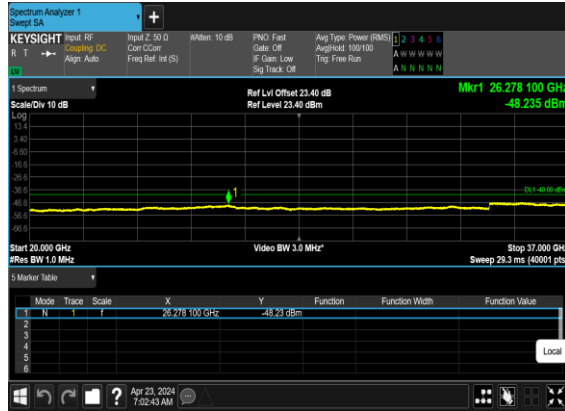 Spectrum Analyzer 1
Swept SA
KEYSIGHT
R T
Input: RF
Coupling: DC
Align: Auto
Input Z: 50 Ω
Corr CCorr
Freq Ref: Int (S)
#Atten: 10 dB
PNO: Fast
Gate: Off
IF Gain: Low
Sig Track: Off
Avg Type: Power (RMS)
Avg|Hold: 100/100
Trig: Free Run
1 2 3 4 5 6
A W W W W W
A N N N N N
1 Spectrum
Scale/Div 10 dB
Log
Ref Lvl Offset 23.40 dB
Ref Level 23.40 dBm
Mkr1 26.278 100 GHz
-48.235 dBm
13.4
3.40
-6.60
-16.6
-26.6
-36.6
-46.6
-56.6
-66.6
1
DL1 -40.00 dBm
Start 20.000 GHz
#Res BW 1.0 MHz
Video BW 3.0 MHz*
Stop 37.000 GHz
Sweep 29.3 ms (40001 pts)
5 Marker Table
Mode Trace Scale X Y Function Function Width Function Value
1 N 1 f 26.278 100 GHz -48.23 dBm
2
3
4
5
6
Local
Apr 23, 2024
7:02:43 AM